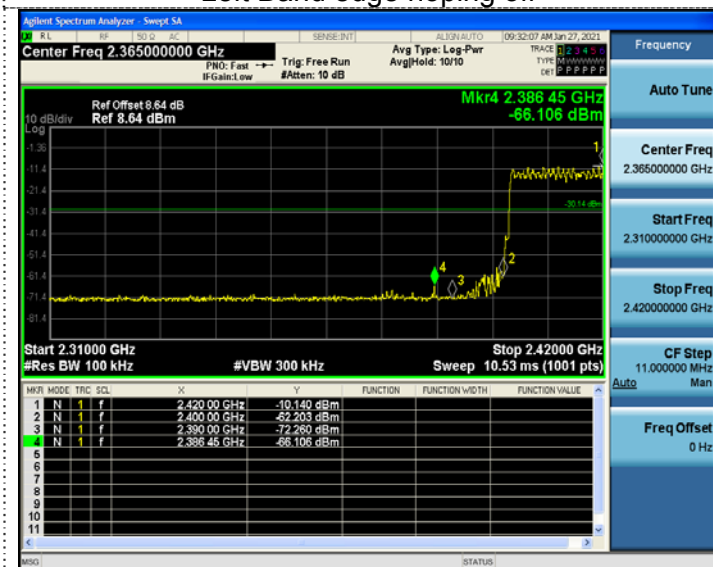 Left Band edge hoping off
Agilent Spectrum Analyzer - Swept SA
RL RF 50 Ω AC SENSE:INT ALIGNAUTO 09:32:07 AM Jan 27, 2021
Center Freq 2.365000000 GHz
PNO: Fast
IFGain:Low
Trig: Free Run
#Atten: 10 dB
Avg Type: Log-Pwr
Avg|Hold: 10/10
TRACE 1 2 3 4 5 6
TYPE M
DET P P P P P P
Ref Offset 8.64 dB
10 dB/div Ref 8.64 dBm
Log
Mkr4 2.386 45 GHz
-66.106 dBm
-1.36
-11.4
-21.4
-31.4
-41.4
-51.4
-61.4
-71.4
-81.4
1
-30.14 dBm
2
4
3
Start 2.31000 GHz Stop 2.42000 GHz
#Res BW 100 kHz #VBW 300 kHz Sweep 10.53 ms (1001 pts)
MKR MODE TRC SCL X Y FUNCTION FUNCTION WIDTH FUNCTION VALUE
1 N 1 f 2.420 00 GHz -10.140 dBm
2 N 1 f 2.400 00 GHz -62.203 dBm
3 N 1 f 2.390 00 GHz -72.260 dBm
4 N 1 f 2.386 45 GHz -66.106 dBm
5
6
7
8
9
10
11
MSG STATUS
Frequency
Auto Tune
Center Freq
2.365000000 GHz
Start Freq
2.310000000 GHz
Stop Freq
2.420000000 GHz
CF Step
11.000000 MHz
Auto Man
Freq Offset
0 Hz